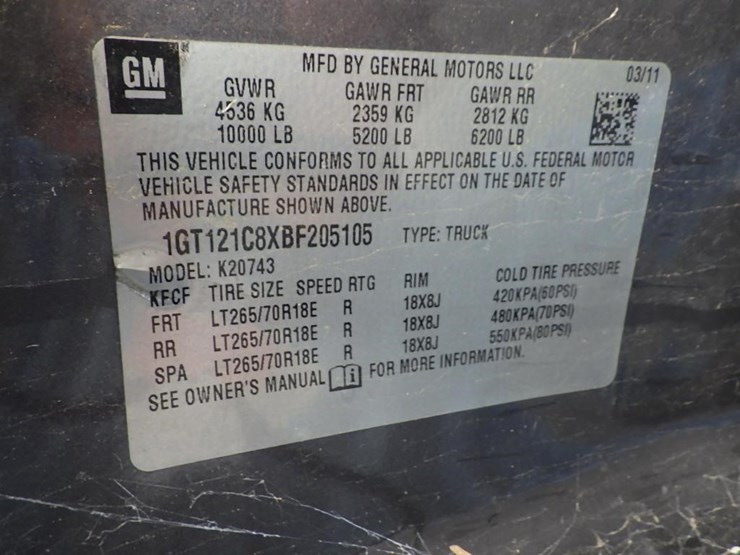 GM
MFD BY GENERAL MOTORS LLC 03/11
GVWR GAWR FRT GAWR RR
4536 KG 2359 KG 2812 KG
10000 LB 5200 LB 6200 LB
THIS VEHICLE CONFORMS TO ALL APPLICABLE U.S. FEDERAL MOTOR
VEHICLE SAFETY STANDARDS IN EFFECT ON THE DATE OF
MANUFACTURE SHOWN ABOVE.
1GT121C8XBF205105 TYPE: TRUCK
MODEL: K20743
KFCF TIRE SIZE SPEED RTG RIM COLD TIRE PRESSURE
FRT LT265/70R18E R 18X8J 420KPA(60PSI)
RR LT265/70R18E R 18X8J 480KPA(70PSI)
SPA LT265/70R18E R 18X8J 550KPA(80PSI)
SEE OWNER'S MANUAL i FOR MORE INFORMATION.